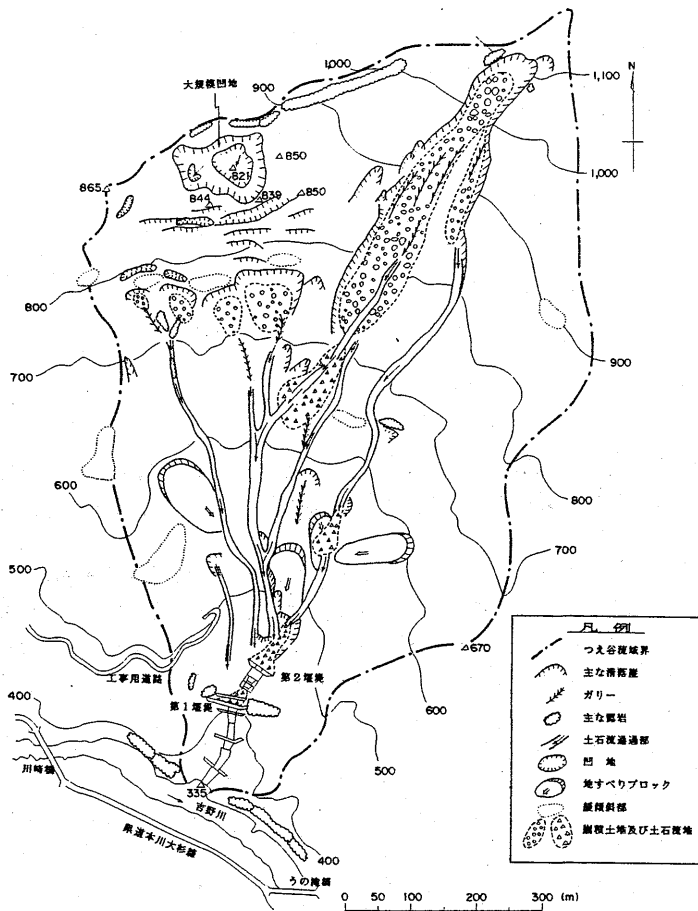 1,000
大規模凹地
900
1,100
N
850
821
865
844
839
850
1,000
800
700
900
600
800
500
700
670
工事用道路
第2堰堤
第1堰堤
600
400
500
川崎橋
335
吉野川
県道本川大杉線
400
うの滝橋
0 50 100 200 300 (m)
凡例
つえ谷流域界
主な滑落崖
ガリー
主な露岩
土石流通過部
凹地
地すべりブロック
緩傾斜部
崩積土地及び土石流地